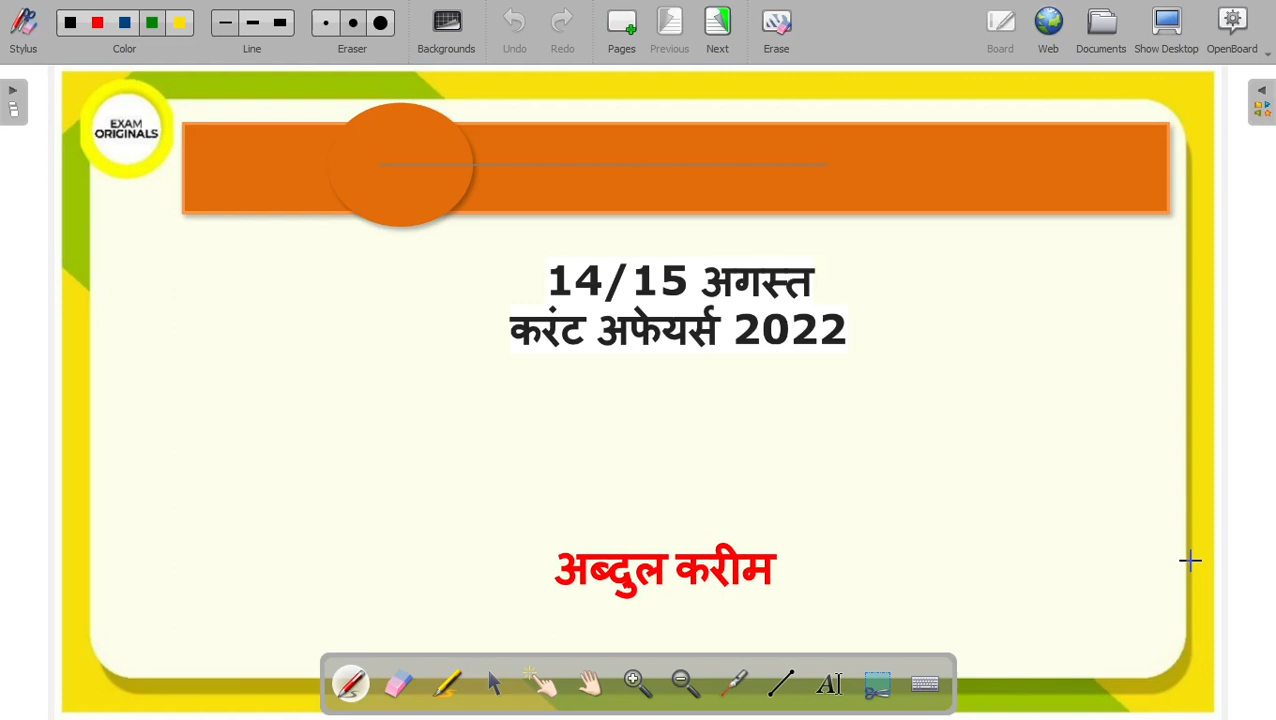 Stylus
Color
Line
Eraser
Backgrounds
Undo
Redo
Pages
Previous
Next
Erase
Board
Web
Documents
Show Desktop
OpenBoard
EXAM
ORIGINALS
14/15 अगस्त
करंट अफेयर्स 2022
अब्दुल करीम